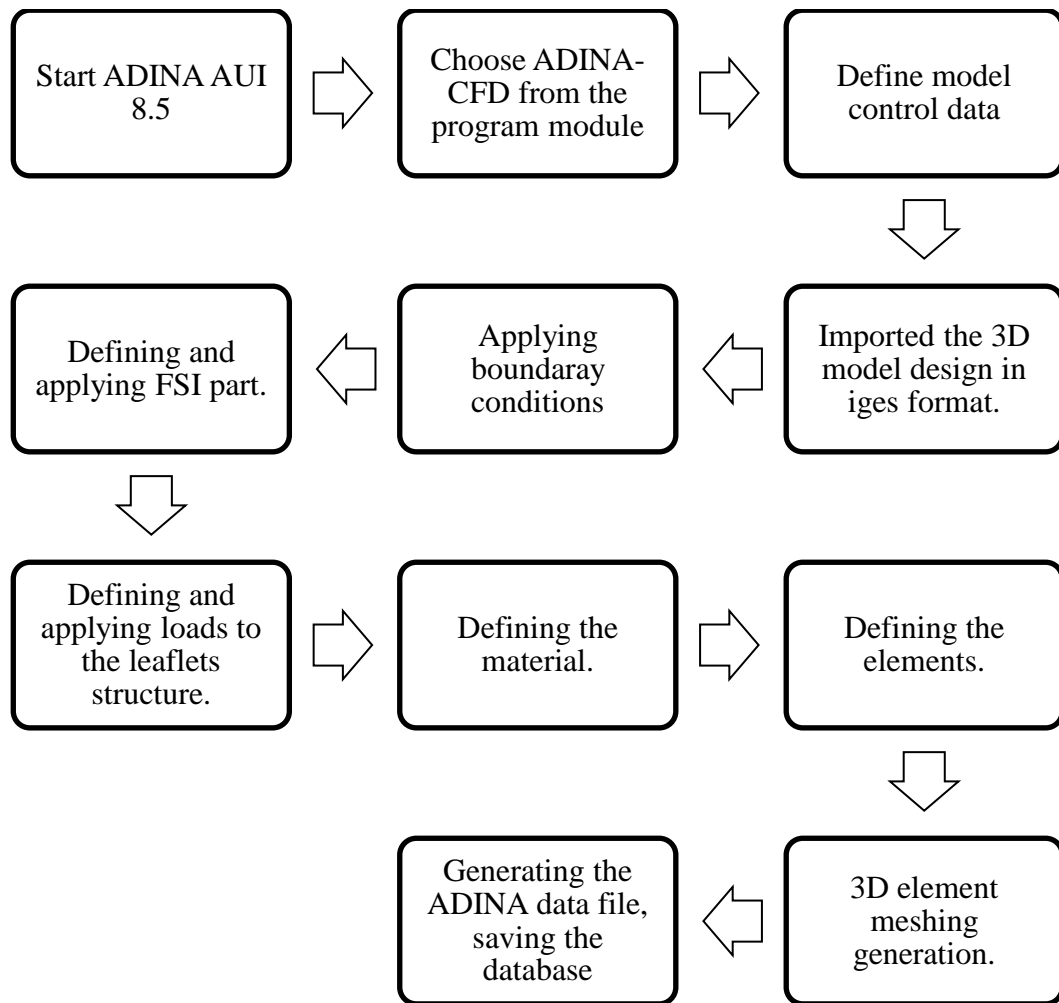 Start ADINA AUI
8.5
Choose ADINA-
CFD from the
program module
Define model
control data
Imported the 3D
model design in
iges format.
Applying
boundaray
conditions
Defining and
applying FSI part.
Defining and
applying loads to
the leaflets
structure.
Defining the
material.
Defining the
elements.
3D element
meshing
generation.
Generating the
ADINA data file,
saving the
database